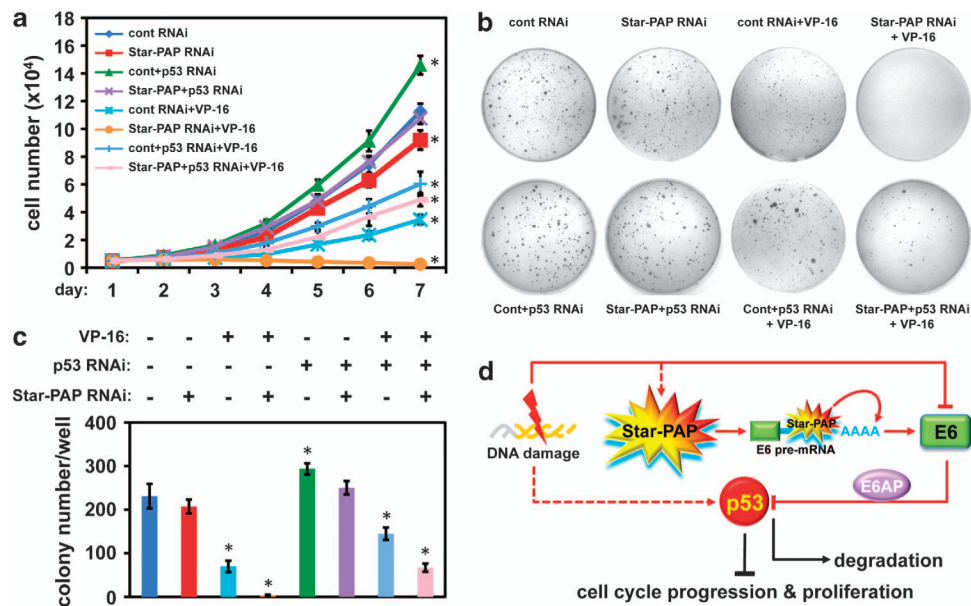 a
cell number (x10⁴)
18
16
14
12
10
8
6
4
2
0
cont RNAi
Star-PAP RNAi
cont+p53 RNAi
Star-PAP+p53 RNAi
cont RNAi+VP-16
Star-PAP RNAi+VP-16
cont+p53 RNAi+VP-16
Star-PAP+p53 RNAi+VP-16
*
*
*
*
*
*
day: 1 2 3 4 5 6 7
b
cont RNAi
Star-PAP RNAi
cont RNAi+VP-16
Star-PAP RNAi
+ VP-16
Cont+p53 RNAi
Star-PAP+p53 RNAi
Cont+p53 RNAi
+ VP-16
Star-PAP+p53 RNAi
+ VP-16
c
VP-16: - - + + - - + +
p53 RNAi: - - - - + + + +
Star-PAP RNAi: - + - + - + - +
colony number/well
400
300
200
100
0
*
*
*
*
*
d
DNA damage
Star-PAP
E6 pre-mRNA
Star-PAP
AAAA
E6
E6AP
p53
degradation
cell cycle progression & proliferation